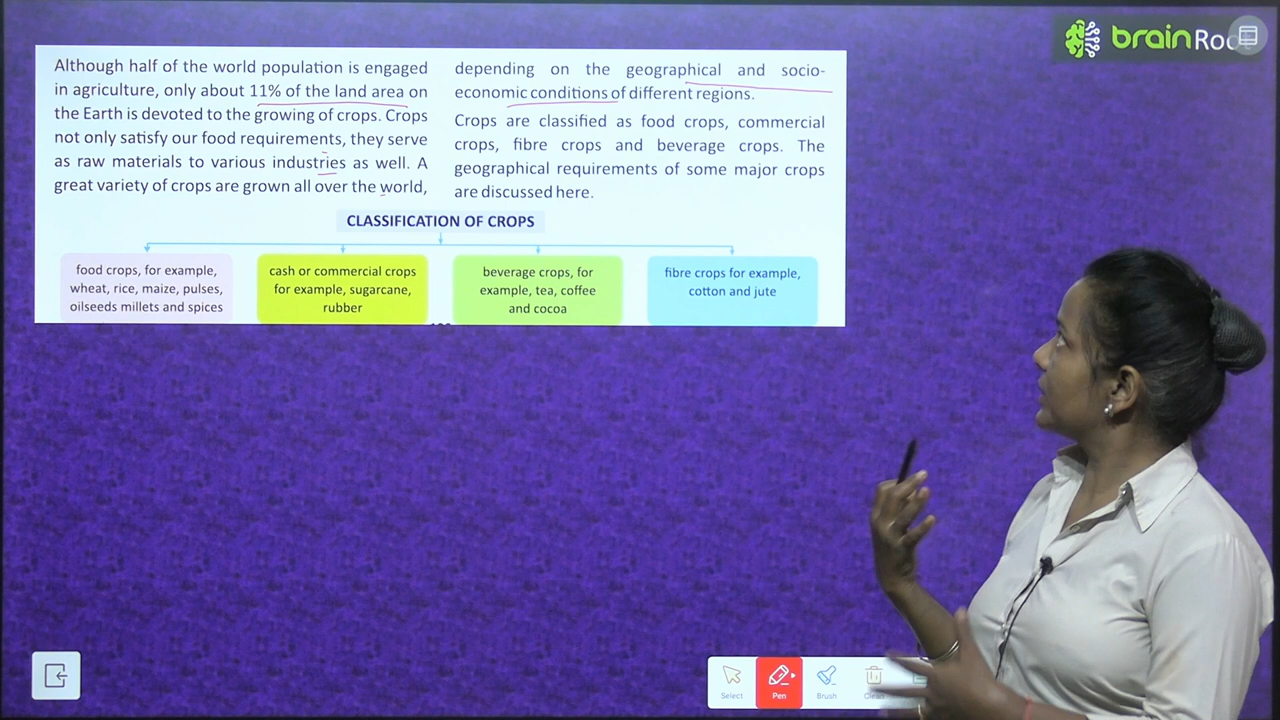 Although half of the world population is engaged
in agriculture, only about 11% of the land area on
the Earth is devoted to the growing of crops. Crops
not only satisfy our food requirements, they serve
as raw materials to various industries as well. A
great variety of crops are grown all over the world,
depending on the geographical and socio-
economic conditions of different regions.
Crops are classified as food crops, commercial
crops, fibre crops and beverage crops. The
geographical requirements of some major crops
are discussed here.
CLASSIFICATION OF CROPS
food crops, for example,
wheat, rice, maize, pulses,
oilseeds millets and spices
cash or commercial crops
for example, sugarcane,
rubber
beverage crops, for
example, tea, coffee
and cocoa
fibre crops for example,
cotton and jute
brain
Select
Pen
Brush
Clean